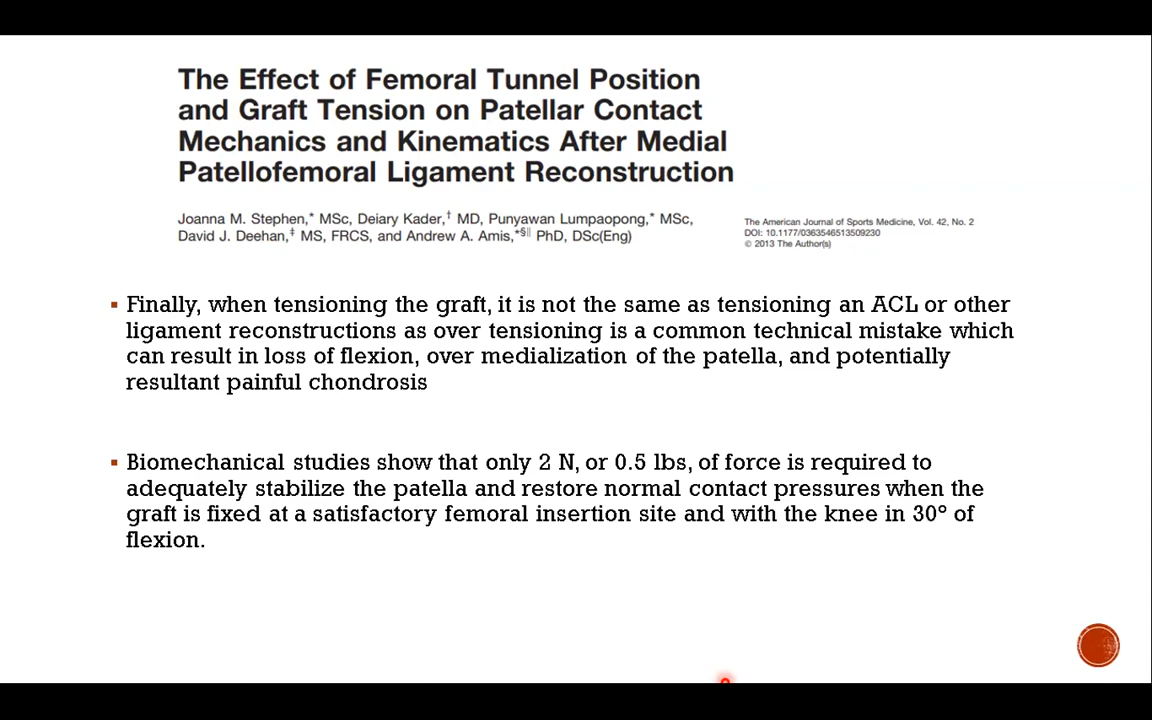 The Effect of Femoral Tunnel Position
and Graft Tension on Patellar Contact
Mechanics and Kinematics After Medial
Patellofemoral Ligament Reconstruction
Joanna M. Stephen,* MSc, Deiary Kader,† MD, Punyawan Lumpaopong,* MSc,
David J. Deehan,‡ MS, FRCS, and Andrew A. Amis,*§|| PhD, DSc(Eng)
The American Journal of Sports Medicine, Vol. 42, No. 2
DOI: 10.1177/0363546513509230
© 2013 The Author(s)
▪ Finally, when tensioning the graft, it is not the same as tensioning an ACL or other
ligament reconstructions as over tensioning is a common technical mistake which
can result in loss of flexion, over medialization of the patella, and potentially
resultant painful chondrosis
▪ Biomechanical studies show that only 2 N, or 0.5 lbs, of force is required to
adequately stabilize the patella and restore normal contact pressures when the
graft is fixed at a satisfactory femoral insertion site and with the knee in 30° of
flexion.